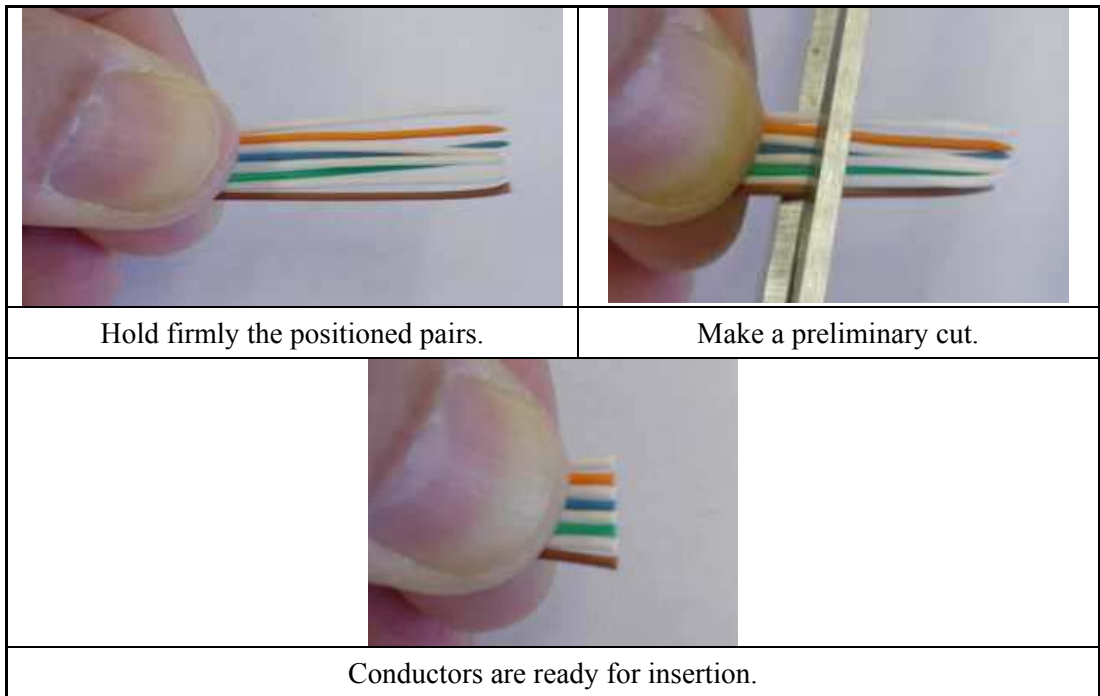 Hold firmly the positioned pairs.
Make a preliminary cut.
Conductors are ready for insertion.